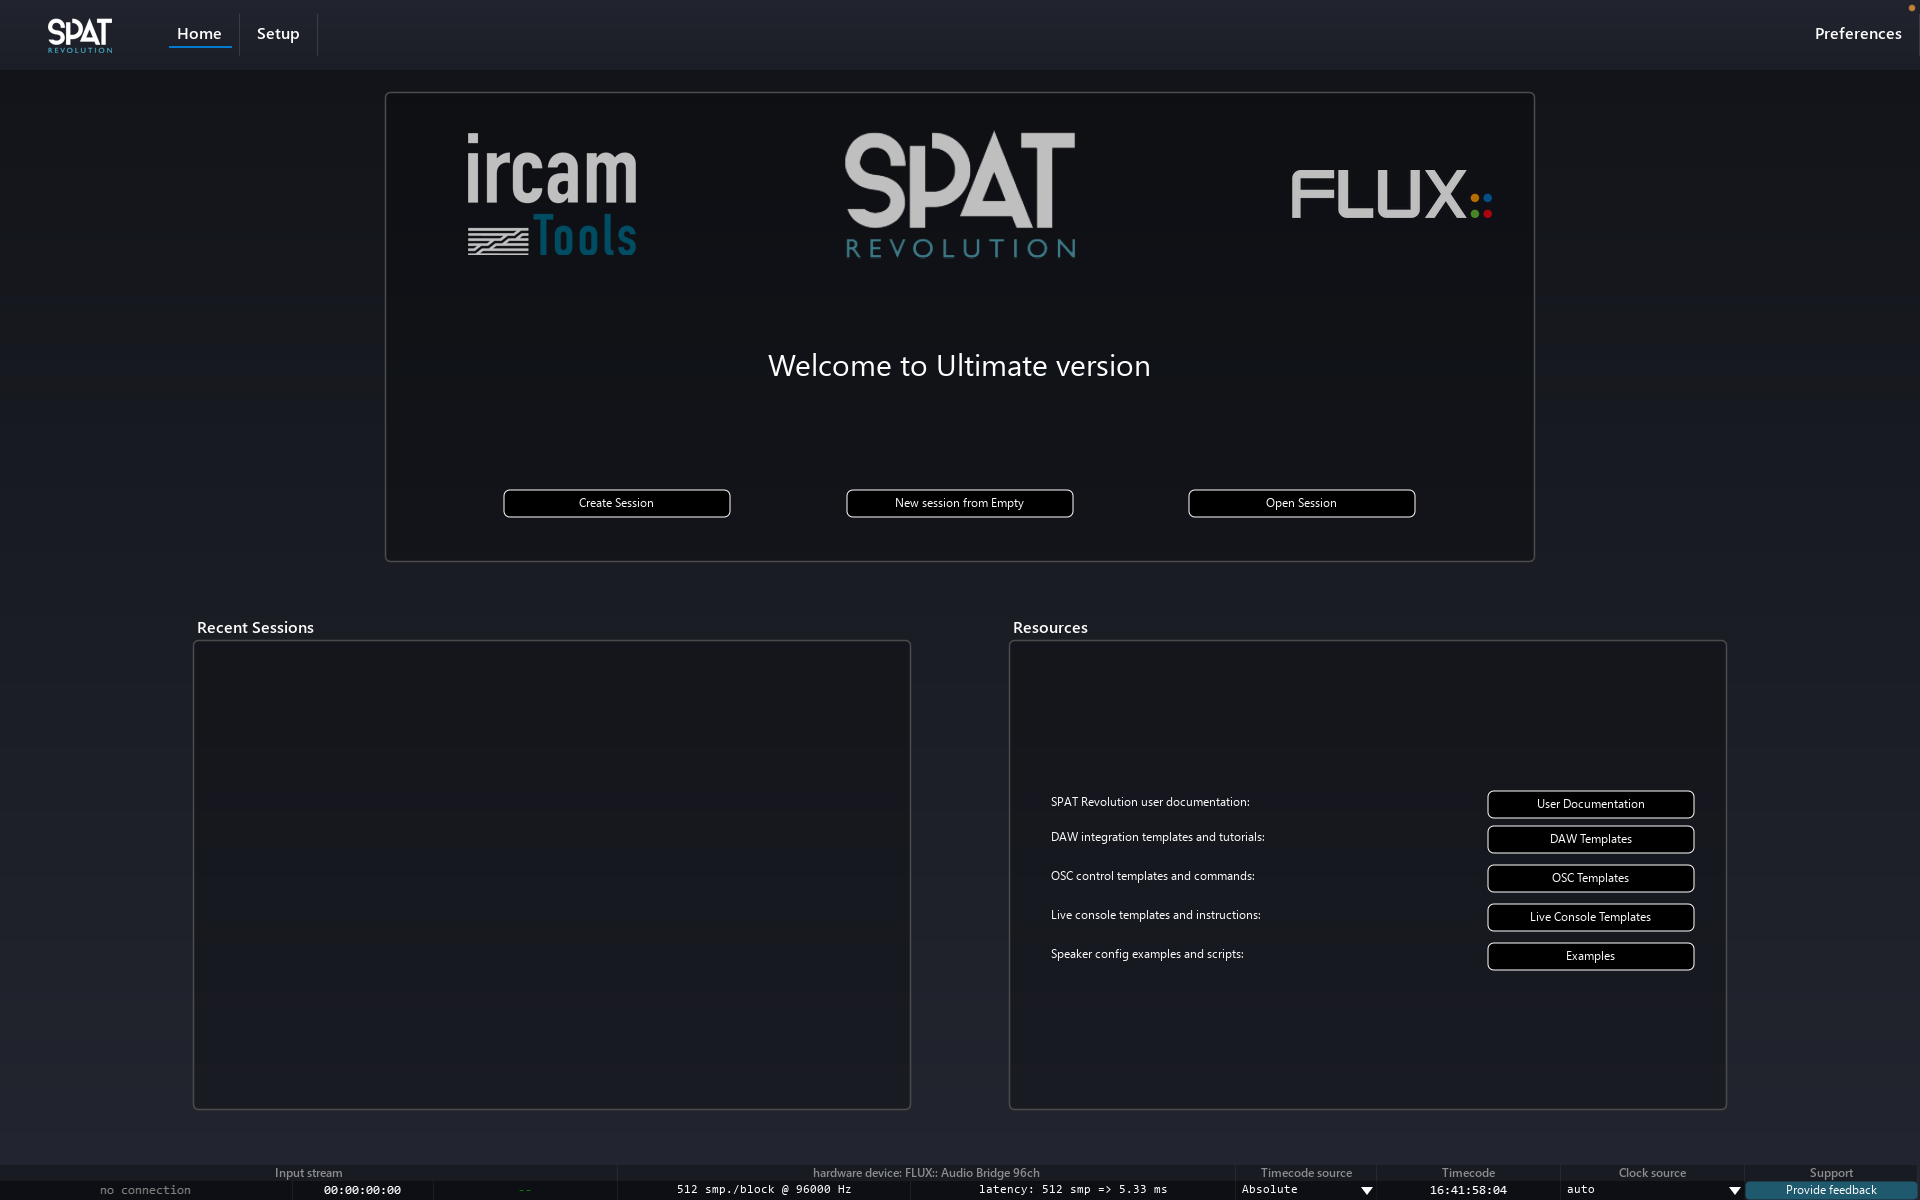 SPAT
REVOLUTION
Home
Setup
Preferences
ircam
Tools
SPAT
REVOLUTION
FLUX::
Welcome to Ultimate version
Create Session
New session from Empty
Open Session
Recent Sessions
Resources
SPAT Revolution user documentation:
User Documentation
DAW integration templates and tutorials:
DAW Templates
OSC control templates and commands:
OSC Templates
Live console templates and instructions:
Live Console Templates
Speaker config examples and scripts:
Examples
Input stream
hardware device: FLUX:: Audio Bridge 96ch
Timecode source
Timecode
Clock source
Support
no connection
00:00:00:00
--
512 smp./block @ 96000 Hz
latency: 512 smp => 5.33 ms
Absolute
16:41:58:04
auto
Provide feedback